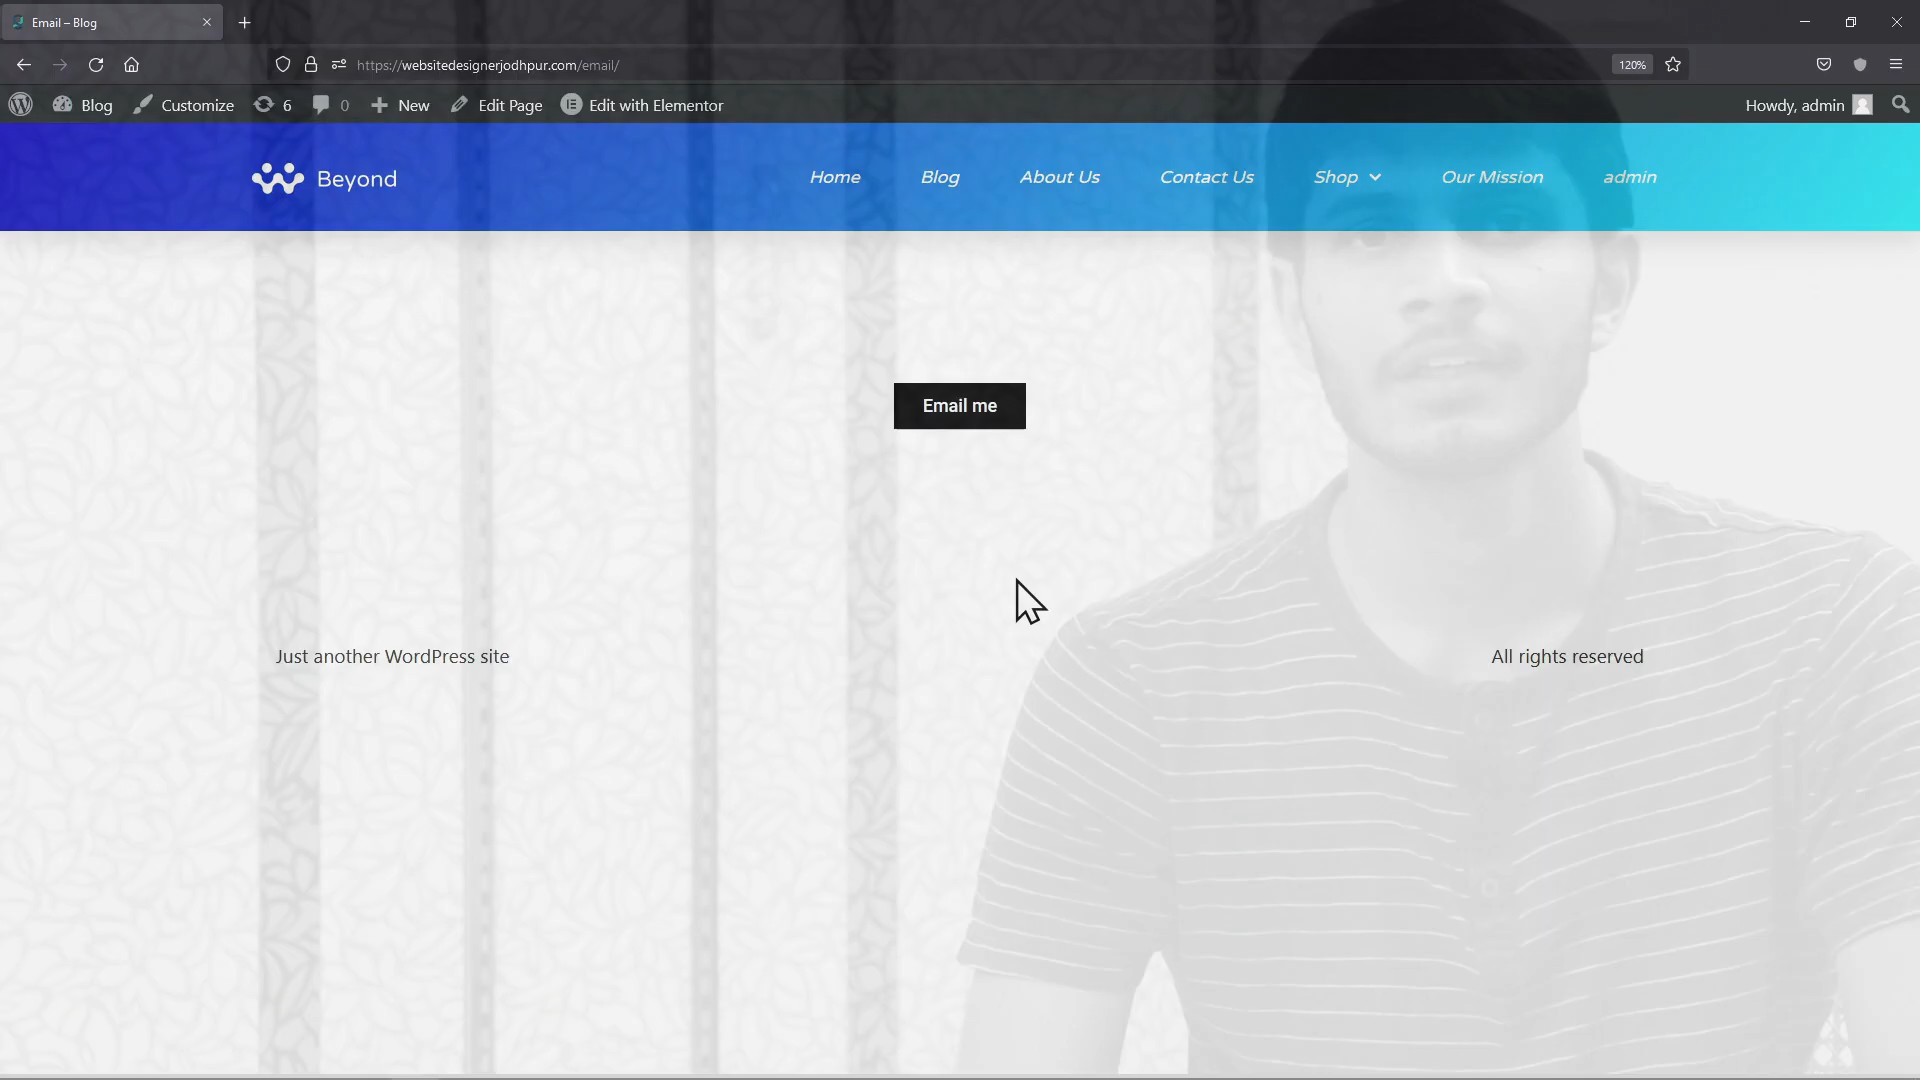 Email – Blog
https://websitedesignerjodhpur.com/email/
120%
Blog
Customize
6
0
New
Edit Page
Edit with Elementor
Howdy, admin
Beyond
Home
Blog
About Us
Contact Us
Shop
Our Mission
admin
Email me
Just another WordPress site
All rights reserved